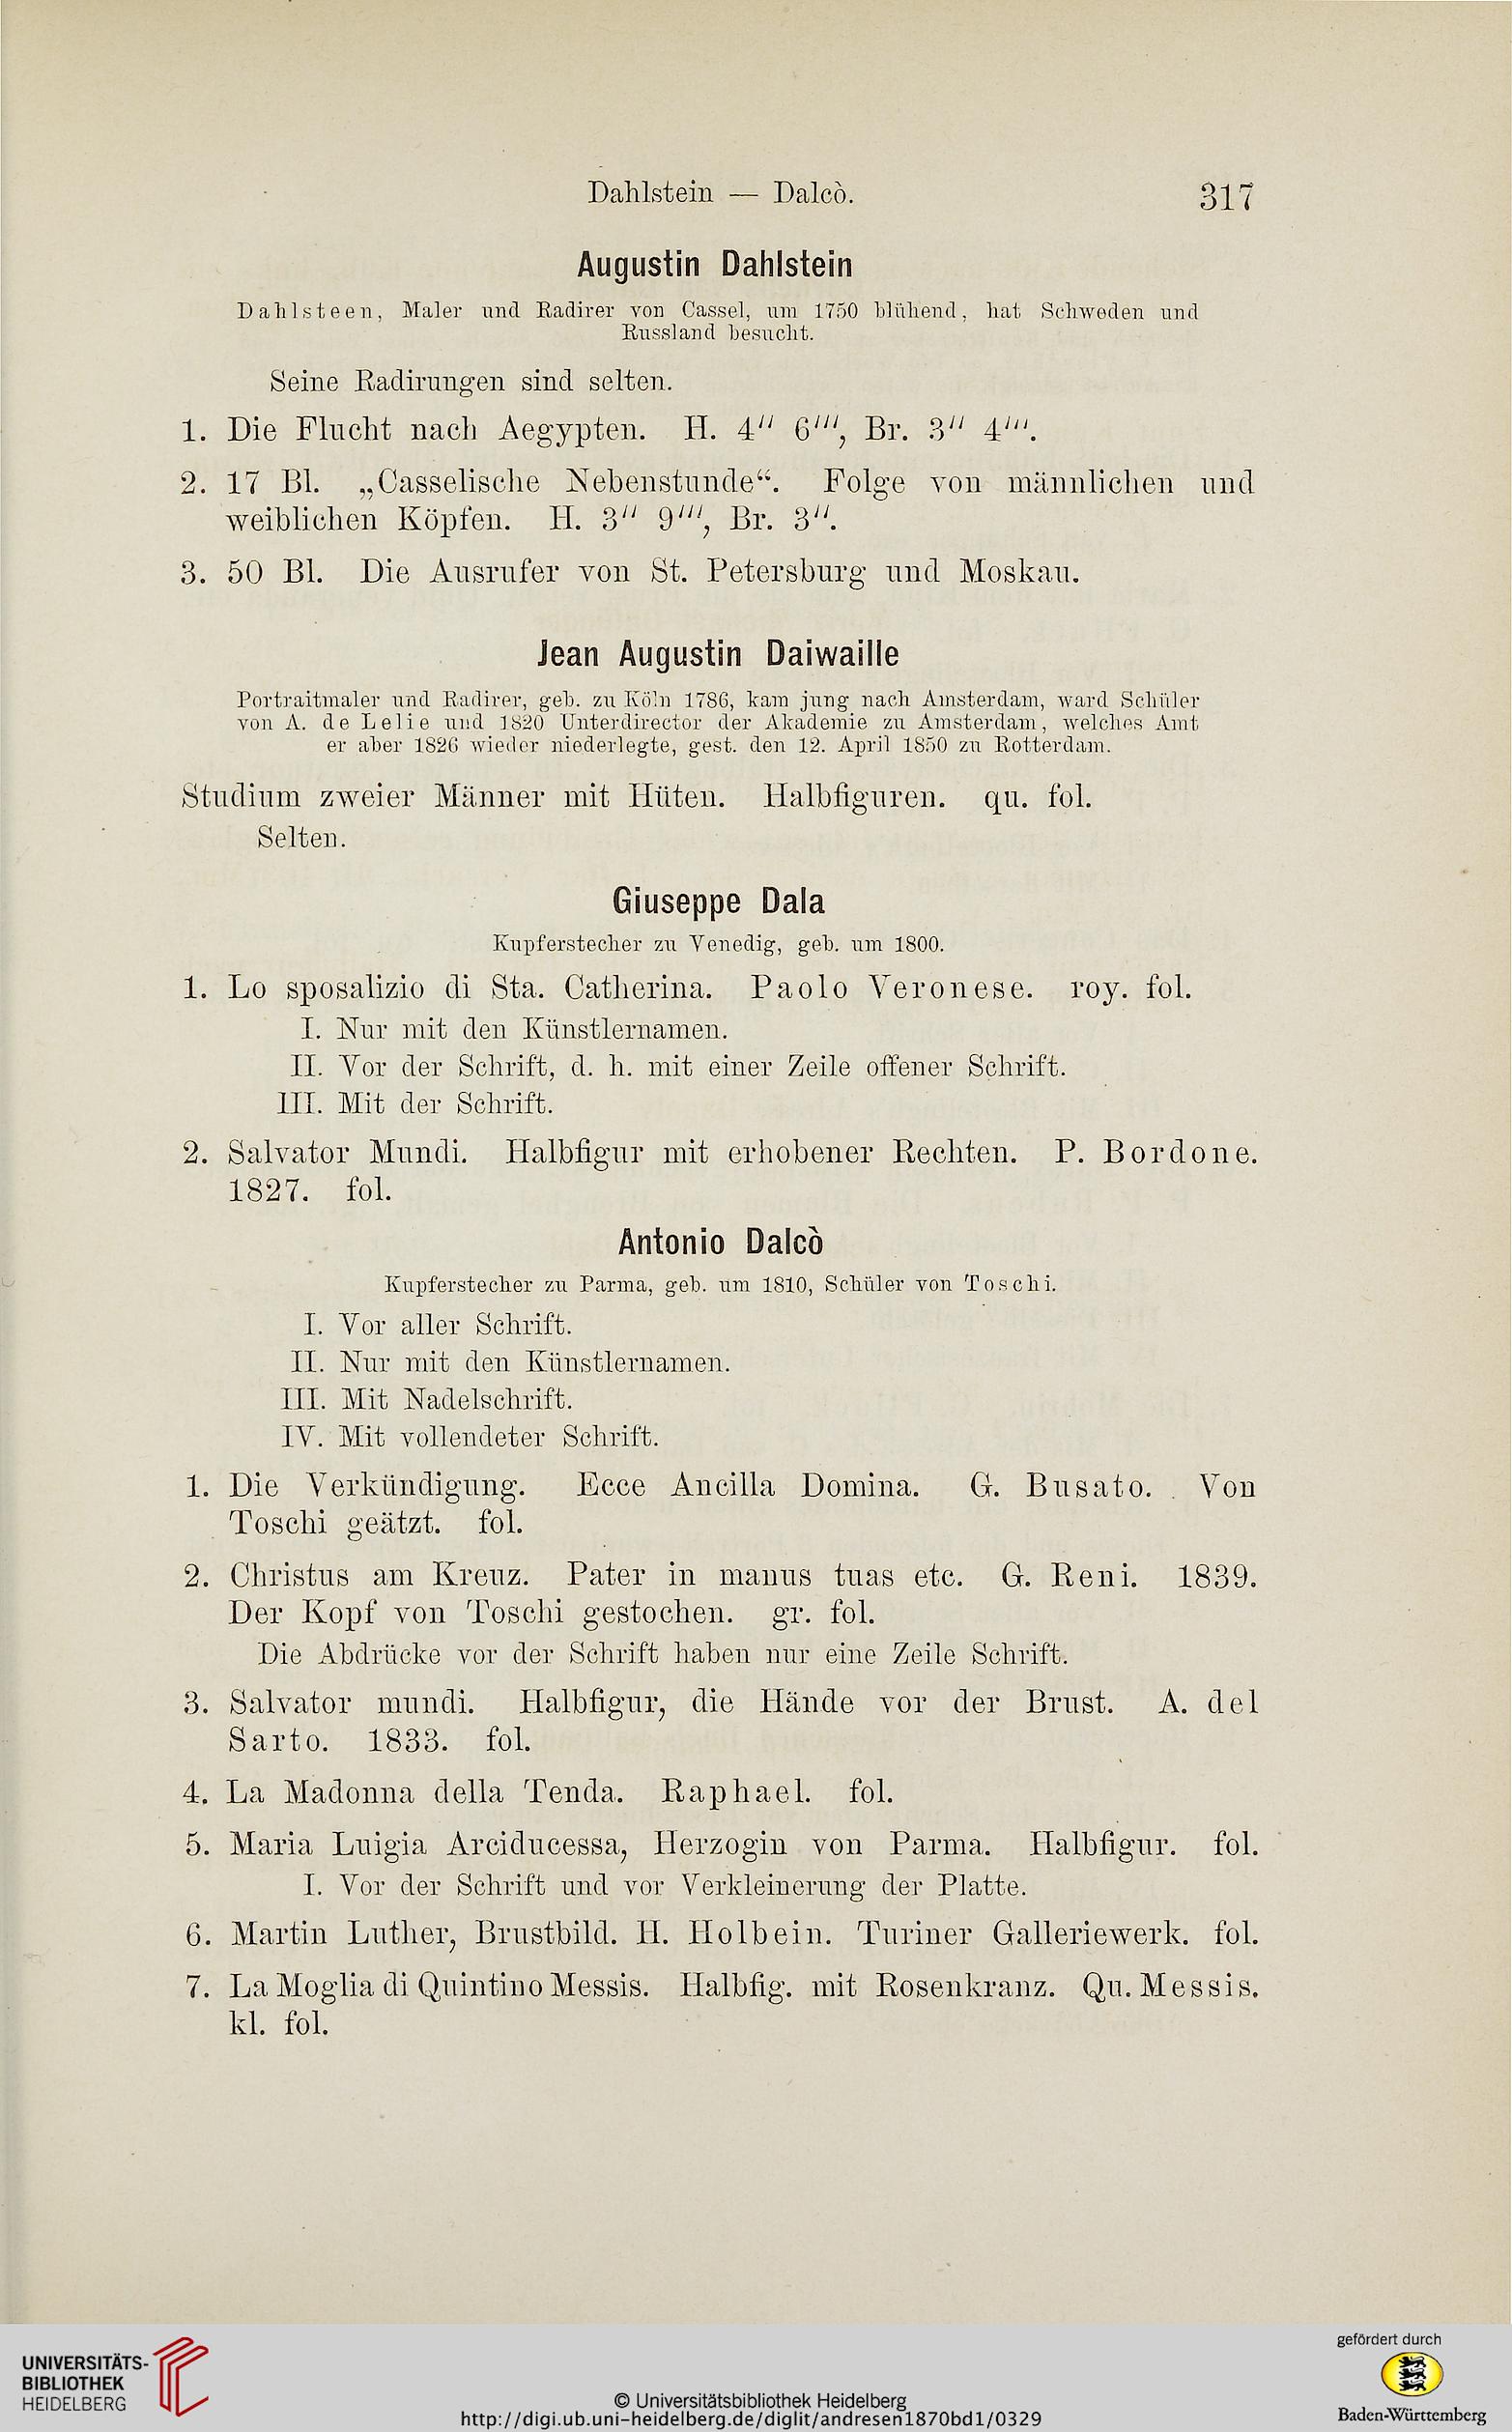 Dahlstein — Dalcò. 317
Augustin Dahlstein
Dahlsteen, Maler und Radirer von Cassel, um 1750 blühend, hat Schweden und
Russland besucht.
Seine Radirungen sind selten.
1. Die Flucht nach Aegypten. H. 4′′ 6′′′, Br. 3′′ 4′′′.
2. 17 Bl. „Casselische Nebenstunde“. Folge von männlichen und
weiblichen Köpfen. H. 3′′ 9′′′, Br. 3′′.
3. 50 Bl. Die Ausrufer von St. Petersburg und Moskau.
Jean Augustin Daiwaille
Portraitmaler und Radirer, geb. zu Köln 1786, kam jung nach Amsterdam, ward Schüler
von A. de Lelie und 1820 Unterdirector der Akademie zu Amsterdam, welches Amt
er aber 1826 wieder niederlegte, gest. den 12. April 1850 zu Rotterdam.
Studium zweier Männer mit Hüten. Halbfiguren. qu. fol.
Selten.
Giuseppe Dala
Kupferstecher zu Venedig, geb. um 1800.
1. Lo sposalizio di Sta. Catherina. Paolo Veronese. roy. fol.
I. Nur mit den Künstlernamen.
II. Vor der Schrift, d. h. mit einer Zeile offener Schrift.
III. Mit der Schrift.
2. Salvator Mundi. Halbfigur mit erhobener Rechten. P. Bordone.
1827. fol.
Antonio Dalcò
Kupferstecher zu Parma, geb. um 1810, Schüler von Toschi.
I. Vor aller Schrift.
II. Nur mit den Künstlernamen.
III. Mit Nadelschrift.
IV. Mit vollendeter Schrift.
1. Die Verkündigung. Ecce Ancilla Domina. G. Busato. Von
Toschi geätzt. fol.
2. Christus am Kreuz. Pater in manus tuas etc. G. Reni. 1839.
Der Kopf von Toschi gestochen. gr. fol.
Die Abdrücke vor der Schrift haben nur eine Zeile Schrift.
3. Salvator mundi. Halbfigur, die Hände vor der Brust. A. del
Sarto. 1833. fol.
4. La Madonna della Tenda. Raphael. fol.
5. Maria Luigia Arciducessa, Herzogin von Parma. Halbfigur. fol.
I. Vor der Schrift und vor Verkleinerung der Platte.
6. Martin Luther, Brustbild. H. Holbein. Turiner Galleriewerk. fol.
7. La Moglia di Quintino Messis. Halbfig. mit Rosenkranz. Qu. Messis.
kl. fol.
UNIVERSITÄTS-
BIBLIOTHEK
HEIDELBERG
© Universitätsbibliothek Heidelberg
http://digi.ub.uni-heidelberg.de/diglit/andresen1870bd1/0329
gefördert durch
Baden-Württemberg